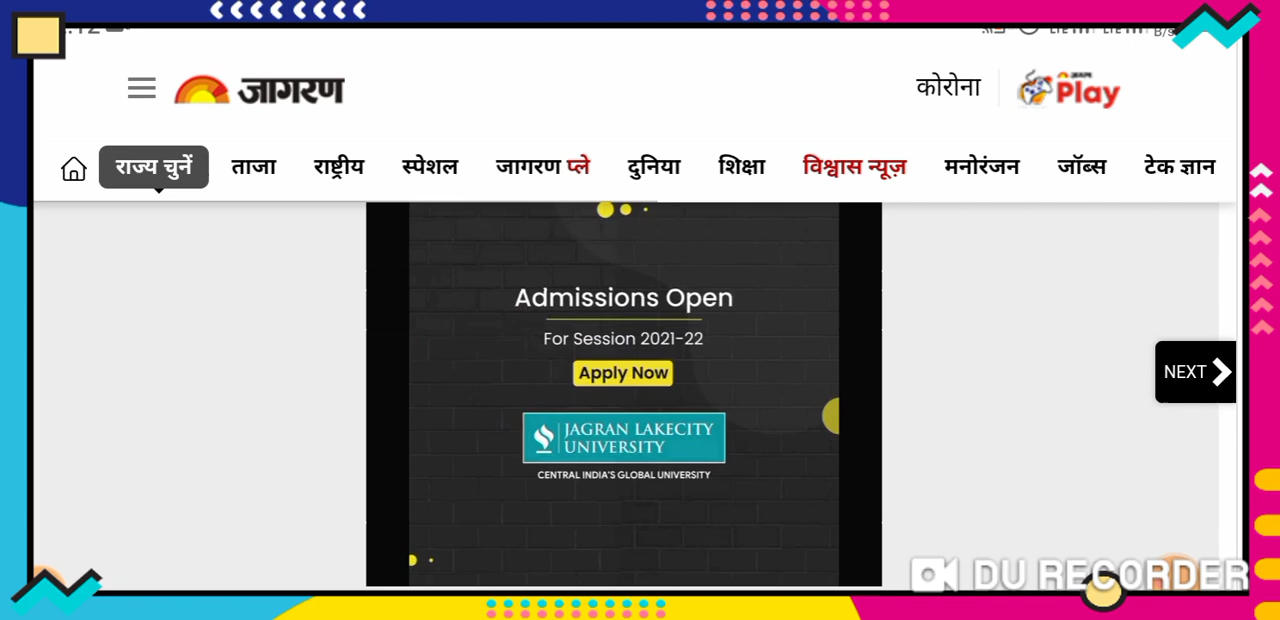 जागरण
कोरोना
जागरण Play
राज्य चुनें ताजा राष्ट्रीय स्पेशल जागरण प्ले दुनिया शिक्षा विश्वास न्यूज़ मनोरंजन जॉब्स टेक ज्ञान
Admissions Open
For Session 2021-22
Apply Now
NEXT
JAGRAN LAKECITY
UNIVERSITY
CENTRAL INDIA'S GLOBAL UNIVERSITY
DU RECORDER